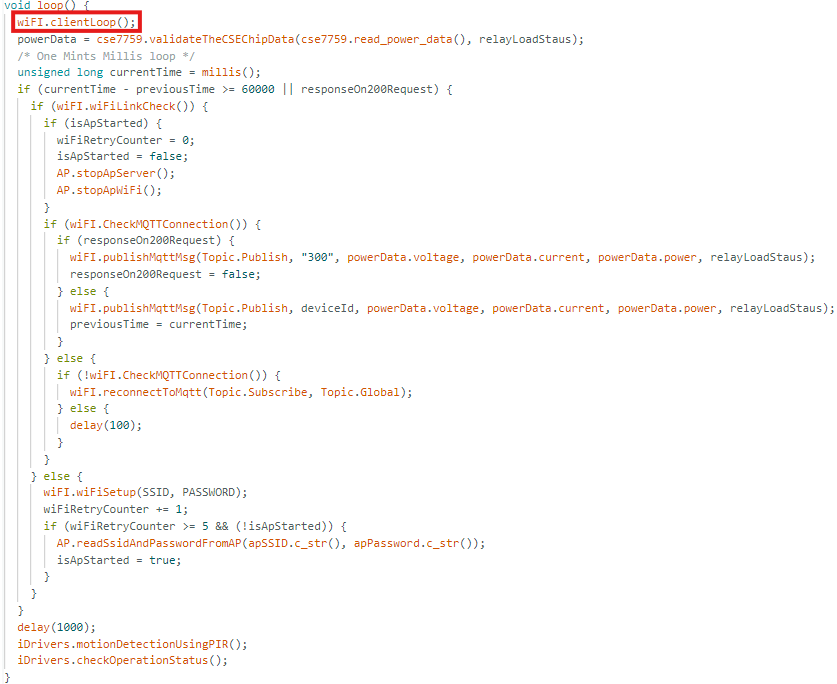 void loop() {
wiFI.clientLoop();
powerData = cse7759.validateTheCSEChipData(cse7759.read_power_data(), relayLoadStaus);
/* One Mints Millis loop */
unsigned long currentTime = millis();
if (currentTime - previousTime >= 60000 || responseOn200Request) {
if (wiFI.wiFiLinkCheck()) {
if (isApStarted) {
wiFiRetryCounter = 0;
isApStarted = false;
AP.stopApServer();
AP.stopApWiFi();
}
if (wiFI.CheckMQTTConnection()) {
if (responseOn200Request) {
wiFI.publishMqttMsg(Topic.Publish, "300", powerData.voltage, powerData.current, powerData.power, relayLoadStaus);
responseOn200Request = false;
} else {
wiFI.publishMqttMsg(Topic.Publish, deviceId, powerData.voltage, powerData.current, powerData.power, relayLoadStaus);
previousTime = currentTime;
}
} else {
if (!wiFI.CheckMQTTConnection()) {
wiFI.reconnectToMqtt(Topic.Subscribe, Topic.Global);
} else {
delay(100);
}
}
} else {
wiFI.wiFiSetup(SSID, PASSWORD);
wiFiRetryCounter += 1;
if (wiFiRetryCounter >= 5 && (!isApStarted)) {
AP.readSsidAndPasswordFromAP(apSSID.c_str(), apPassword.c_str());
isApStarted = true;
}
}
}
delay(1000);
iDrivers.motionDetectionUsingPIR();
iDrivers.checkOperationStatus();
}